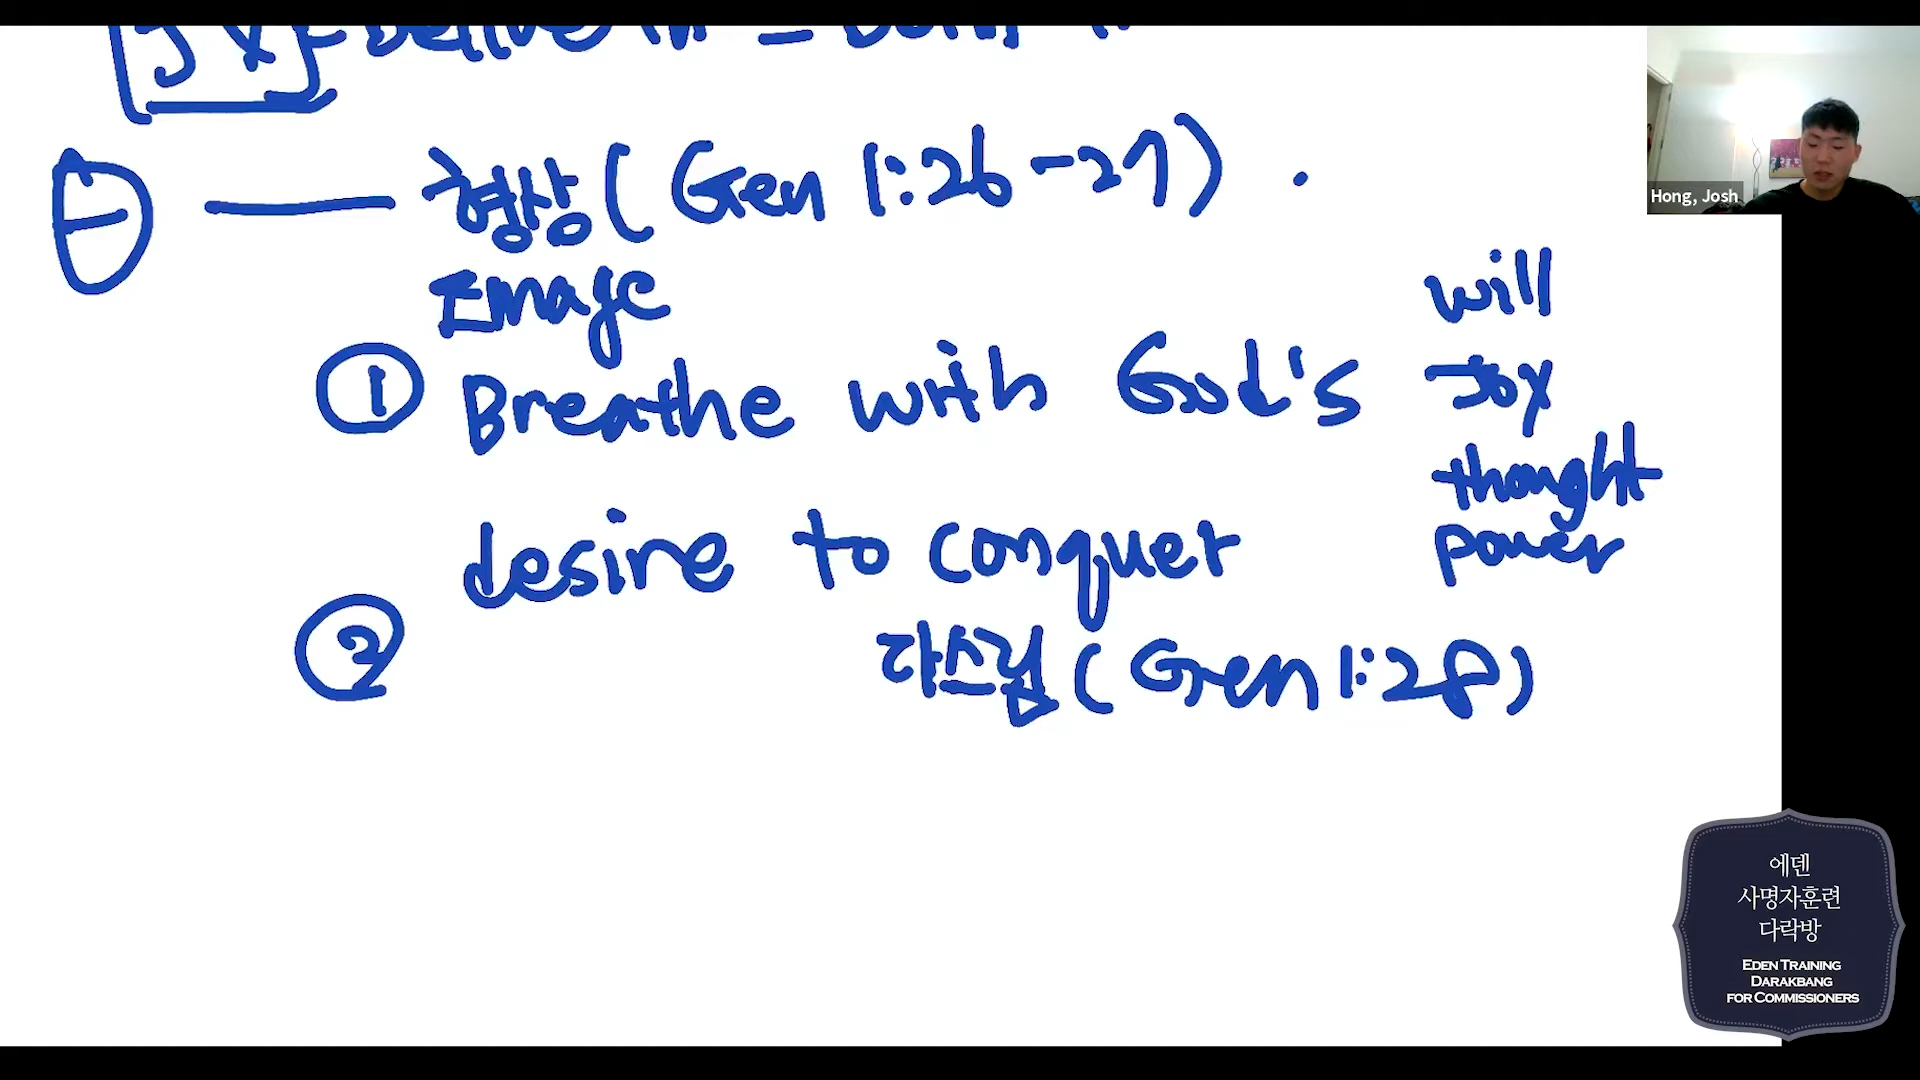 형상 (Gen 1:26-27) .
Image
will
① Breathe with God's joy
thought
desire to conquer power
②
다스림 (Gen 1:28)
Hong, Josh
에덴
사명자훈련
다락방
EDEN TRAINING
DARAKBANG
FOR COMMISSIONERS